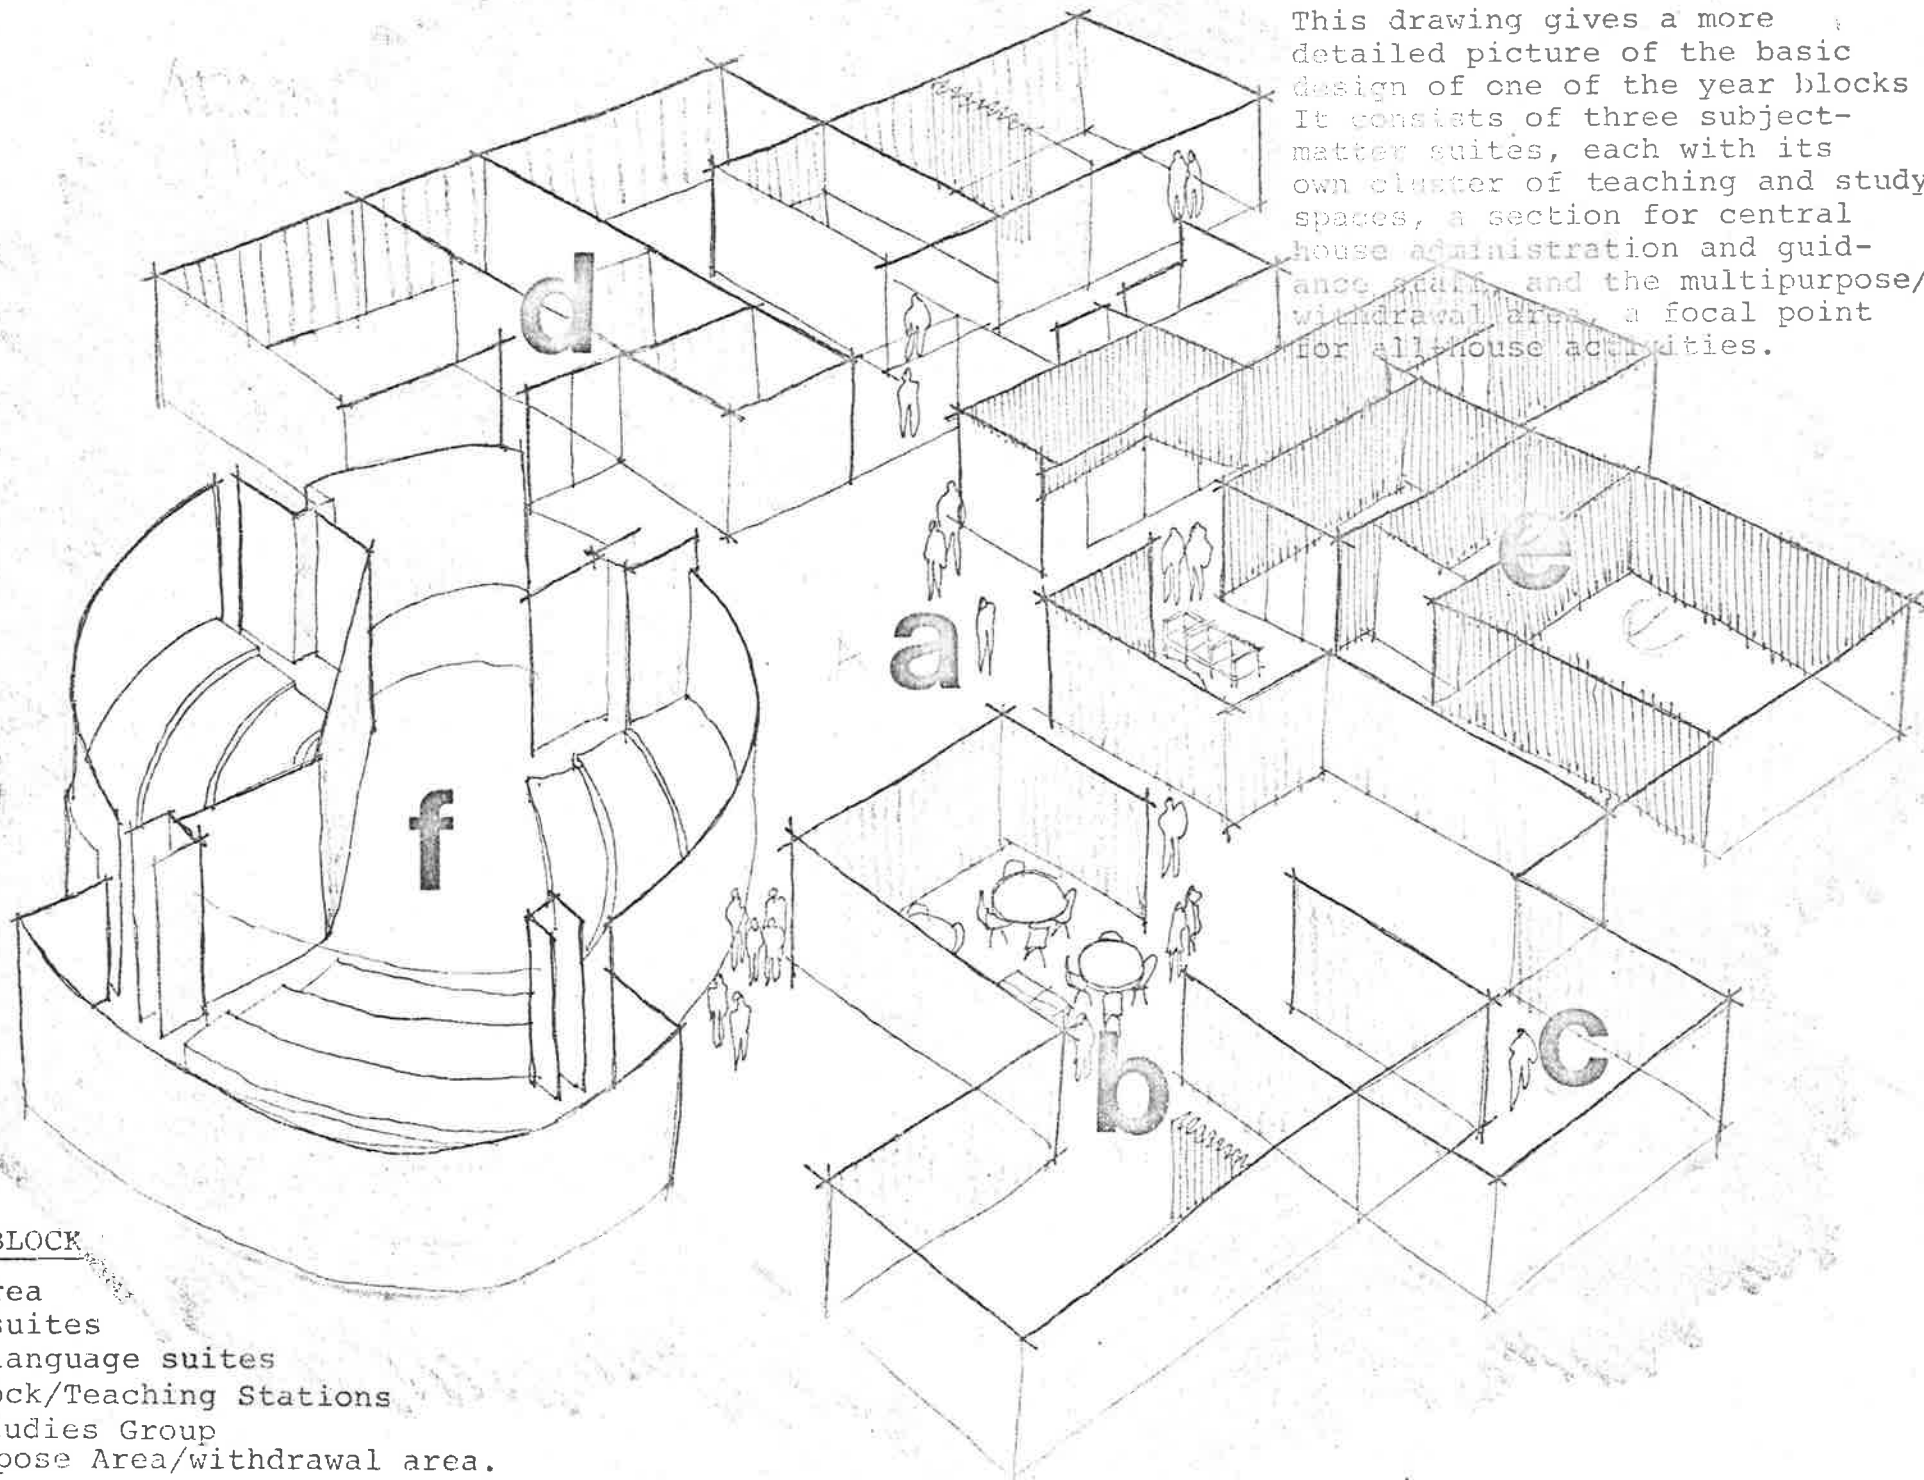 This drawing gives a more
detailed picture of the basic
design of one of the year blocks
It consists of three subject-
matter suites, each with its
own cluster of teaching and study
spaces, a section for central
house administration and guid-
ance staff, and the multipurpose/
withdrawal area, a focal point
for all-house activities.
d
e
e
A a
f
c
b
BLOCK
rea
suites
language suites
ock/Teaching Stations
udies Group
pose Area/withdrawal area.